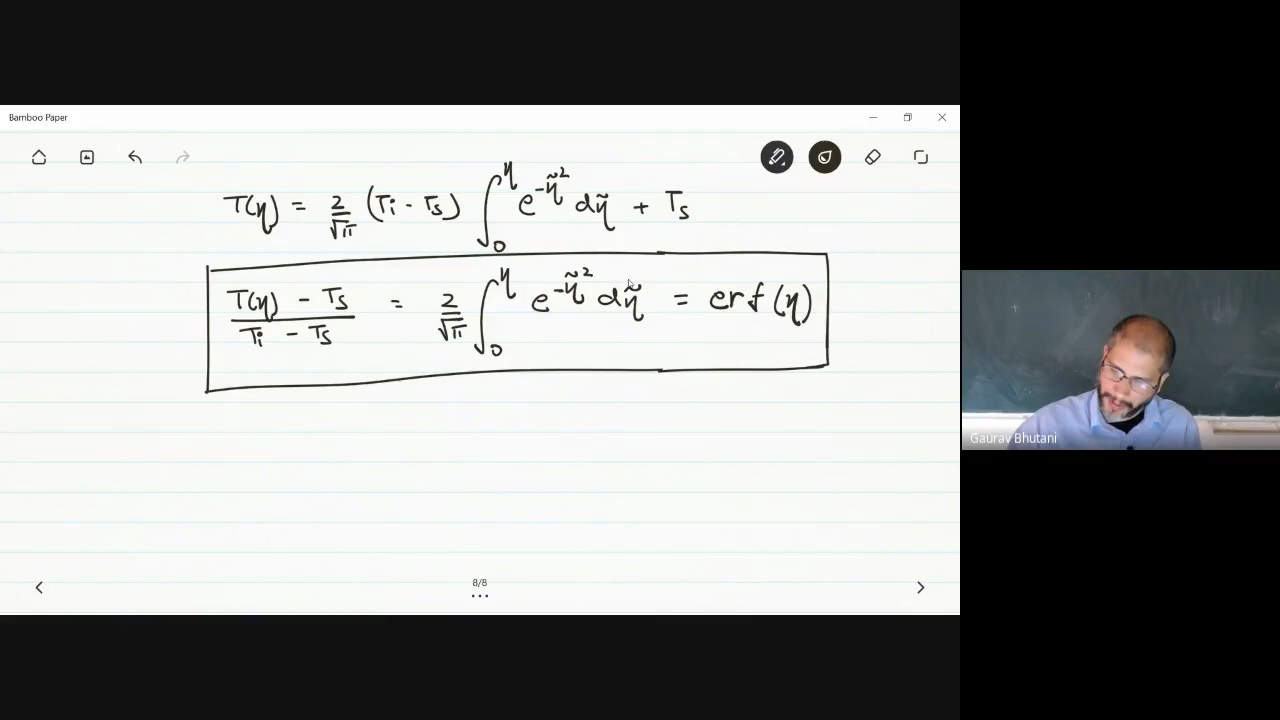 Bamboo Paper
T(η) = 2/√π (Ti - Ts) ∫₀^η e^(-η̃²) dη̃ + Ts
(T(η) - Ts)/(Ti - Ts) = 2/√π ∫₀^η e^(-η̃²) dη̃ = erf(η)
Gaurav Bhutani
8/8